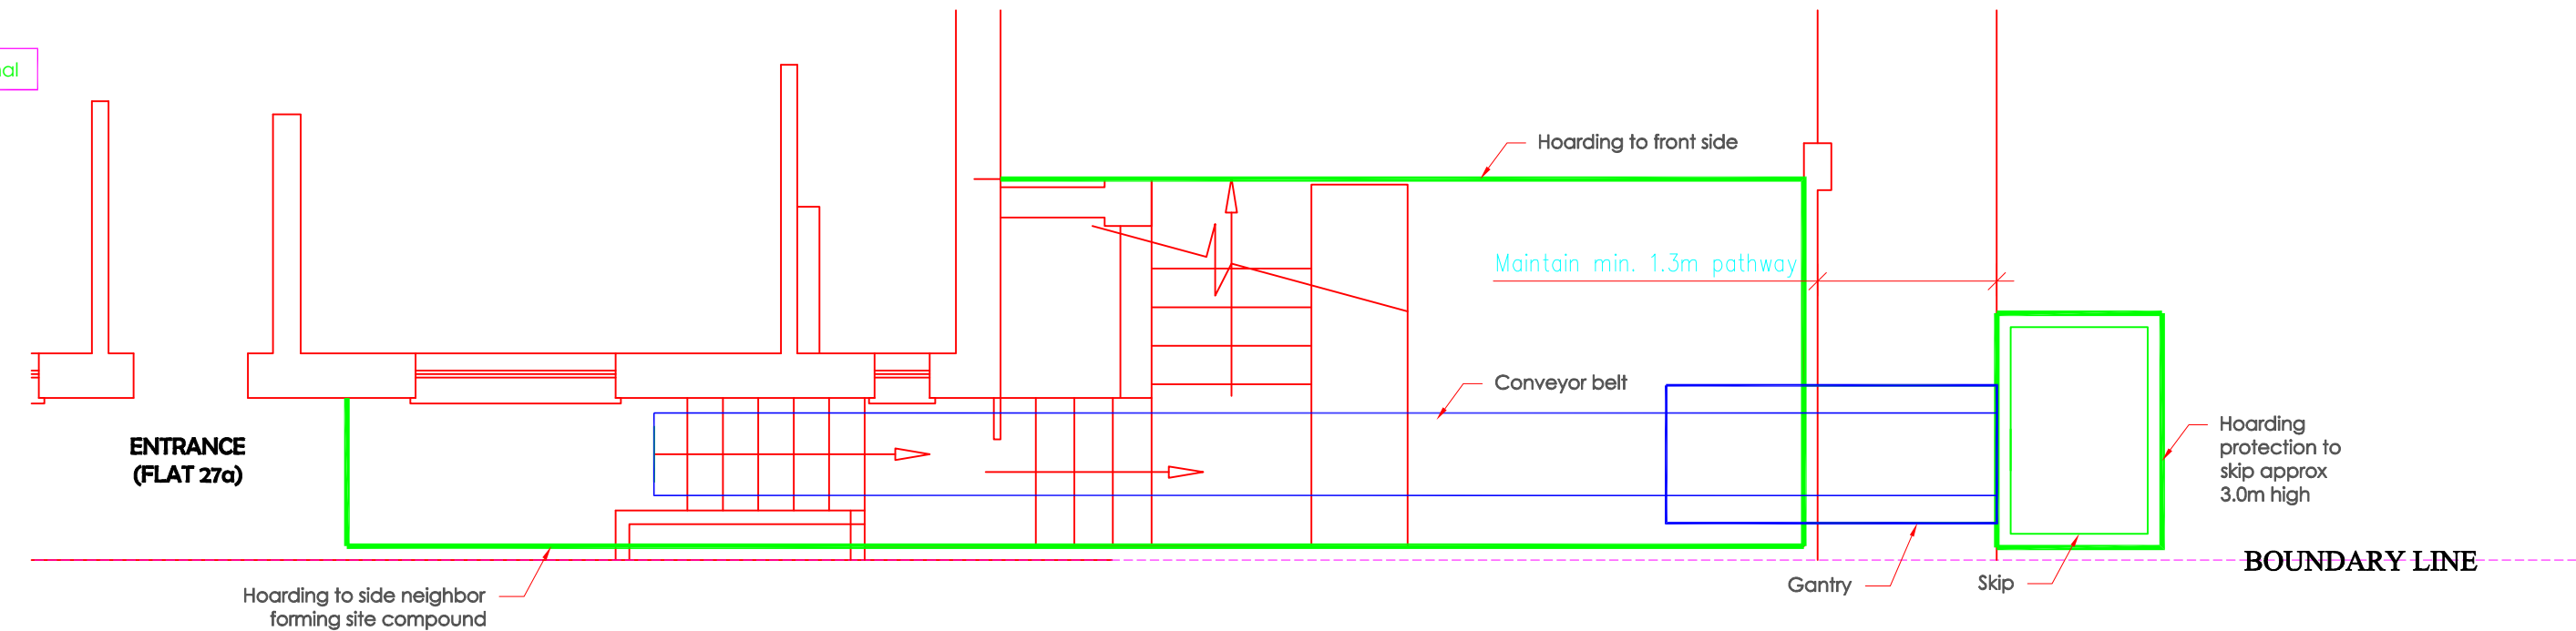 al
Hoarding to front side
Maintain min. 1.3m pathway
Conveyor belt
ENTRANCE
(FLAT 27a)
Hoarding
protection to
skip approx
3.0m high
BOUNDARY LINE
Gantry
Skip
Hoarding to side neighbor
forming site compound